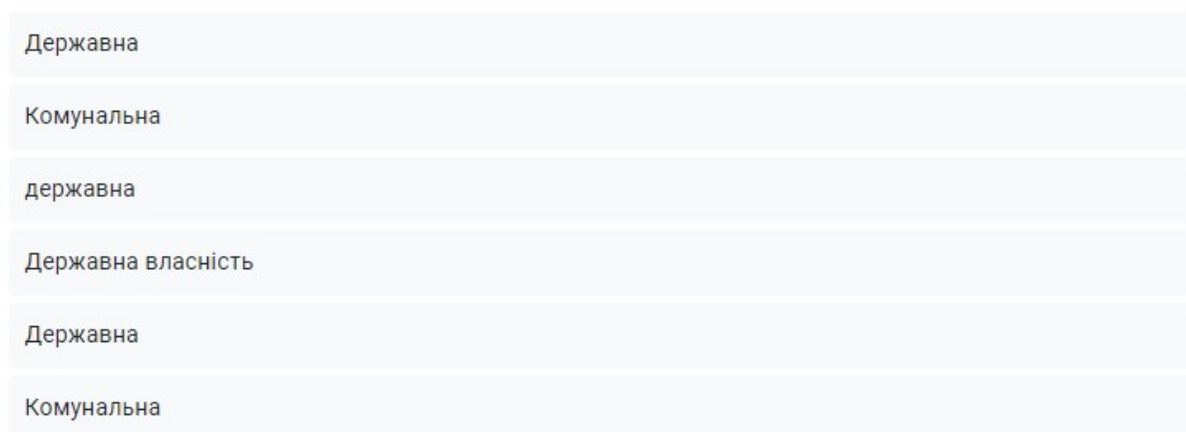 Державна
Комунальна
державна
Державна власність
Державна
Комунальна